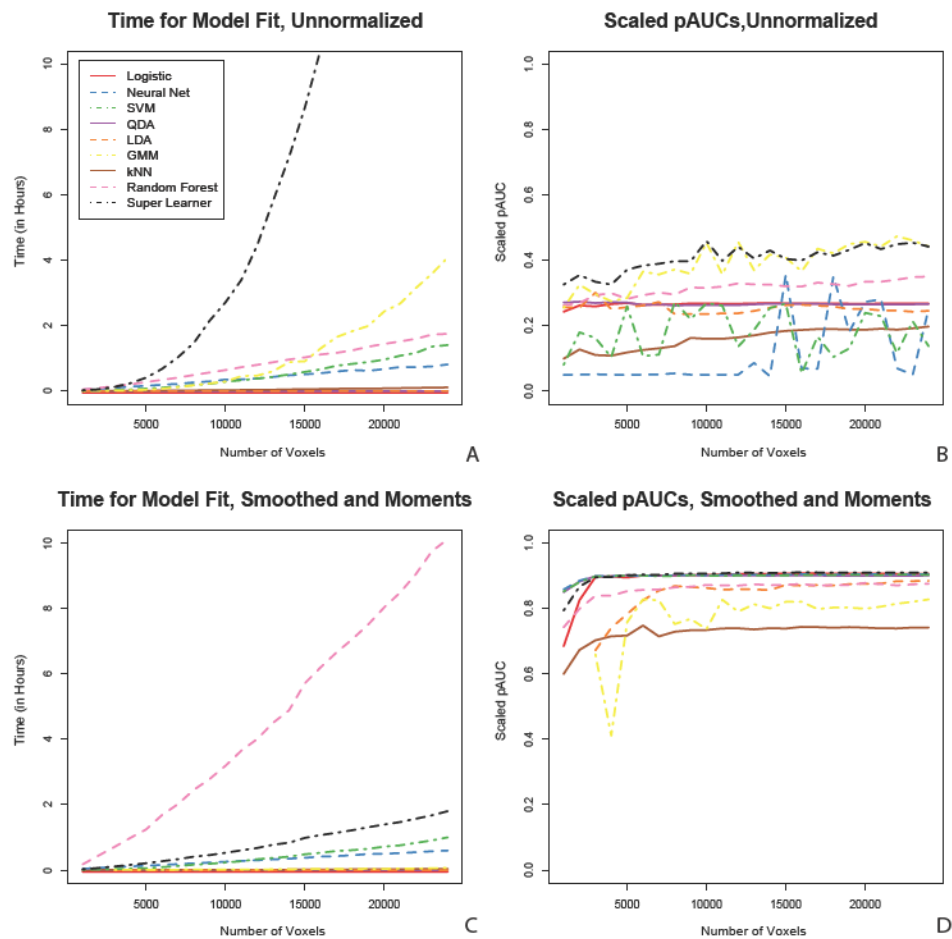 Time for Model Fit, Unnormalized
Time (in Hours)
10
8
6
4
2
0
Logistic
Neural Net
SVM
QDA
LDA
GMM
kNN
Random Forest
Super Learner
5000 10000 15000 20000
Number of Voxels
A
Scaled pAUCs,Unnormalized
Scaled pAUC
1.0
0.8
0.6
0.4
0.2
0.0
5000 10000 15000 20000
Number of Voxels
B
Time for Model Fit, Smoothed and Moments
Time (in Hours)
10
8
6
4
2
0
5000 10000 15000 20000
Number of Voxels
C
Scaled pAUCs, Smoothed and Moments
Scaled pAUC
1.0
0.8
0.6
0.4
0.2
0.0
5000 10000 15000 20000
Number of Voxels
D